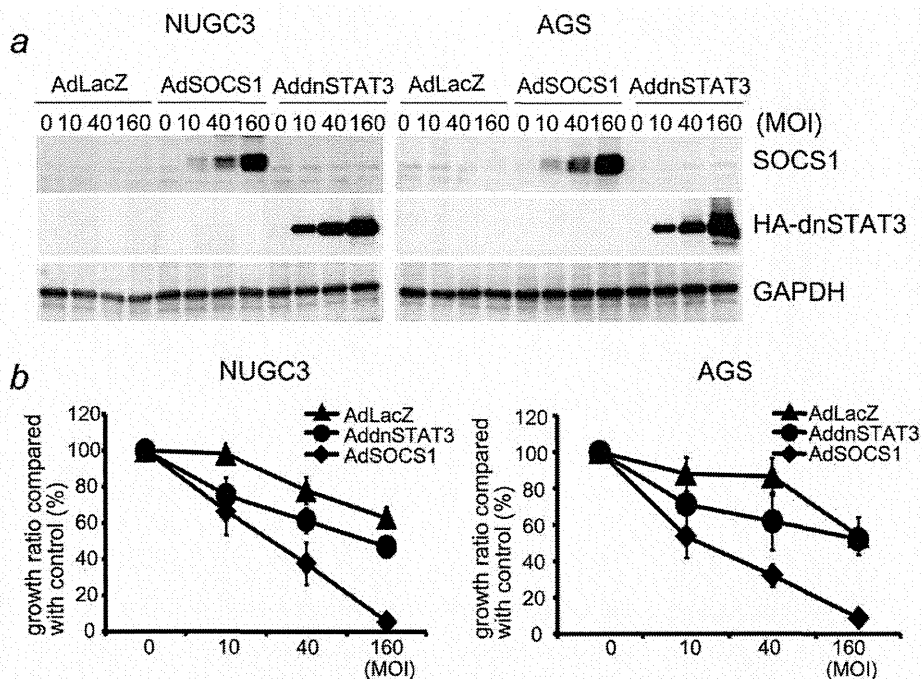 a
NUGC3 AGS
AdLacZ AdSOCS1 AddnSTAT3 AdLacZ AdSOCS1 AddnSTAT3
0 10 40 160 0 10 40 160 0 10 40 160 0 10 40 160 0 10 40 160 0 10 40 160 (MOI)
SOCS1
HA-dnSTAT3
GAPDH
b
NUGC3
growth ratio compared
with control (%)
120
100
80
60
40
20
0
AdLacZ
AddnSTAT3
AdSOCS1
0 10 40 160
(MOI)
AGS
growth ratio compared
with control (%)
120
100
80
60
40
20
0
AdLacZ
AddnSTAT3
AdSOCS1
0 10 40 160
(MOI)